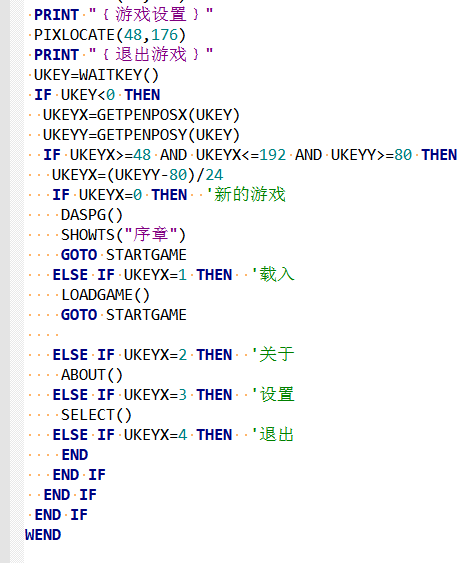 PRINT "﹛游戏设置﹜"
PIXLOCATE(48,176)
PRINT "﹛退出游戏﹜"
UKEY=WAITKEY()
IF UKEY<0 THEN
UKEYX=GETPENPOSX(UKEY)
UKEYY=GETPENPOSY(UKEY)
IF UKEYX>=48 AND UKEYX<=192 AND UKEYY>=80 THEN
UKEYX=(UKEYY-80)/24
IF UKEYX=0 THEN '新的游戏
DASPG()
SHOWTS("序章")
GOTO STARTGAME
ELSE IF UKEYX=1 THEN '载入
LOADGAME()
GOTO STARTGAME
ELSE IF UKEYX=2 THEN '关于
ABOUT()
ELSE IF UKEYX=3 THEN '设置
SELECT()
ELSE IF UKEYX=4 THEN '退出
END
END IF
END IF
END IF
WEND